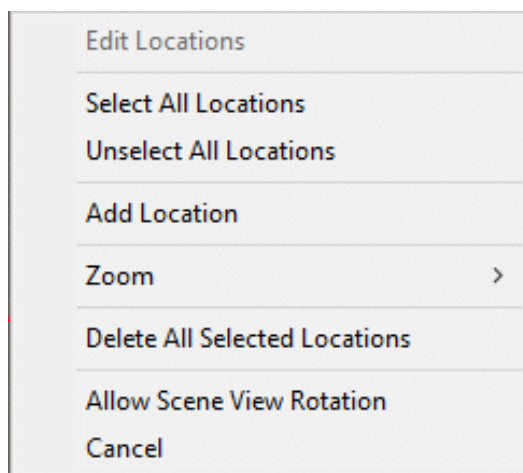 Edit Locations
Select All Locations
Unselect All Locations
Add Location
Zoom
Delete All Selected Locations
Allow Scene View Rotation
Cancel